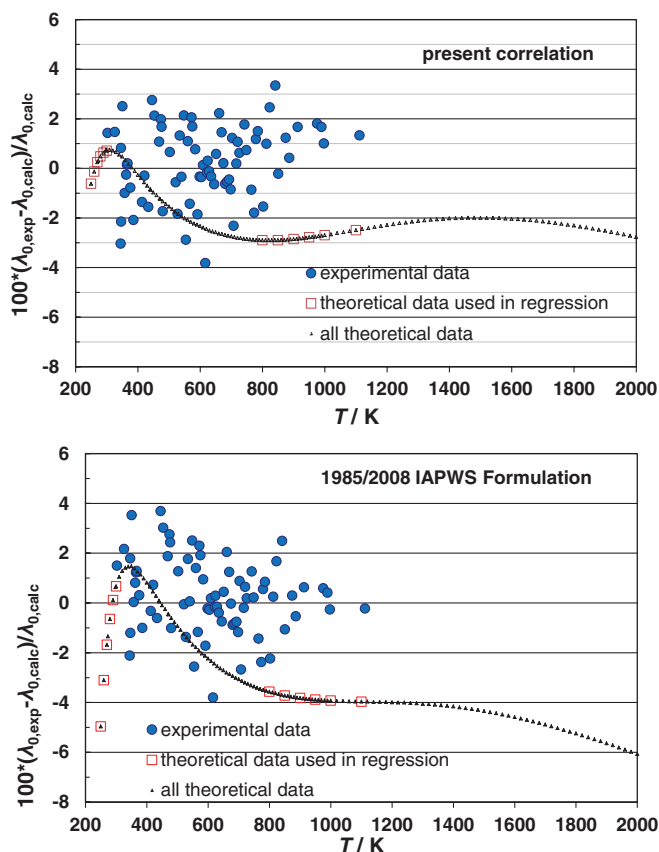 present correlation
100*(λ0,exp-λ0,calc)/λ0,calc
6
4
2
0
-2
-4
-6
-8
experimental data
theoretical data used in regression
all theoretical data
200 400 600 800 1000 1200 1400 1600 1800 2000
T / K
1985/2008 IAPWS Formulation
100*(λ0,exp-λ0,calc)/λ0,calc
6
4
2
0
-2
-4
-6
-8
experimental data
theoretical data used in regression
all theoretical data
200 400 600 800 1000 1200 1400 1600 1800 2000
T / K